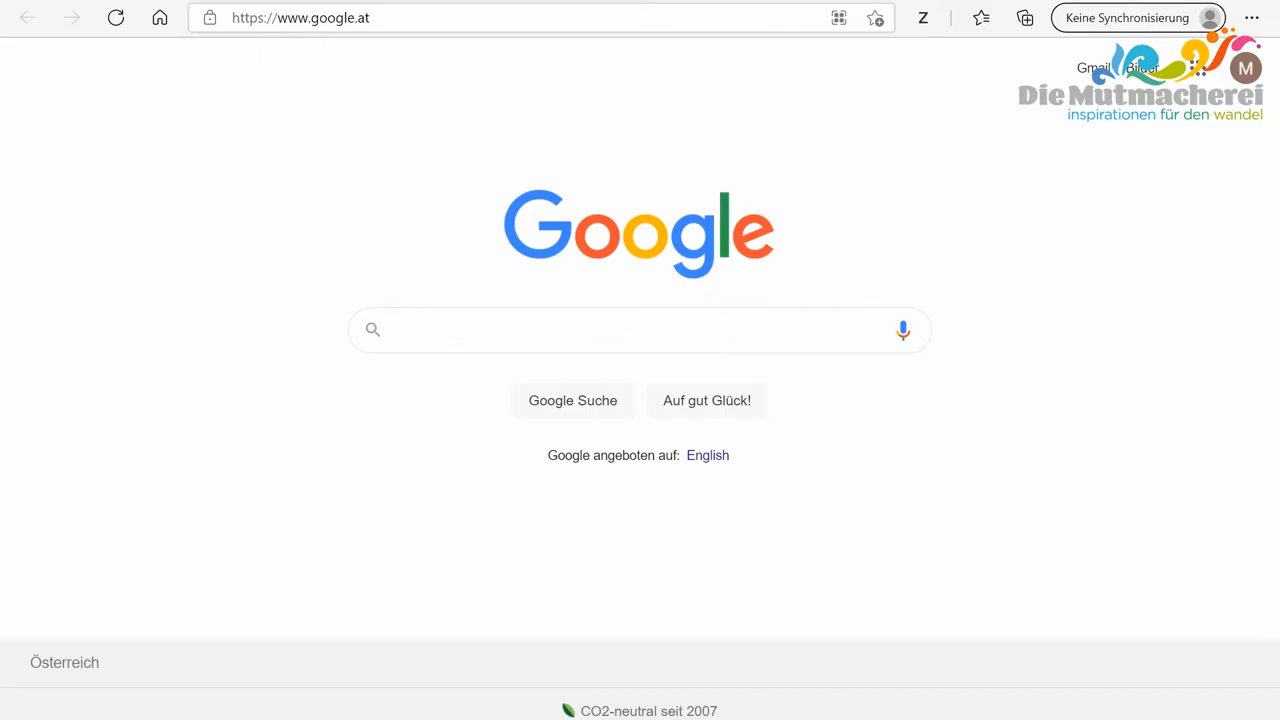 https://www.google.at
Z
Keine Synchronisierung
Gmail Bilder
M
Die Mutmacherei
inspirationen für den wandel
Google
Google Suche
Auf gut Glück!
Google angeboten auf: English
Österreich
CO2-neutral seit 2007